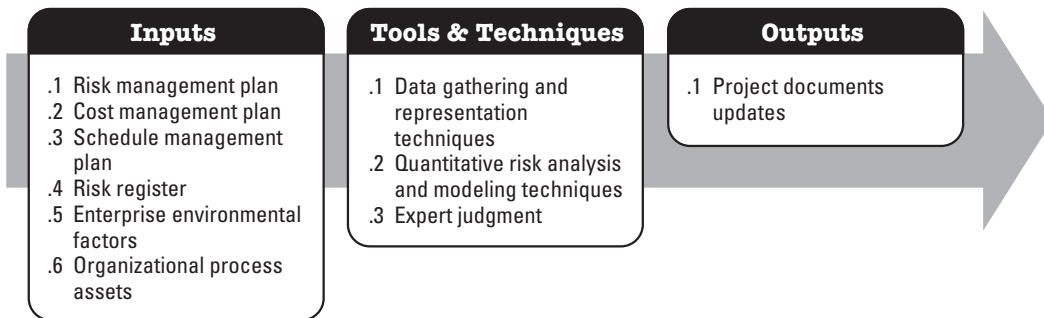 Inputs
.1 Risk management plan
.2 Cost management plan
.3 Schedule management
plan
.4 Risk register
.5 Enterprise environmental
factors
.6 Organizational process
assets
Tools & Techniques
.1 Data gathering and
representation
techniques
.2 Quantitative risk analysis
and modeling techniques
.3 Expert judgment
Outputs
.1 Project documents
updates